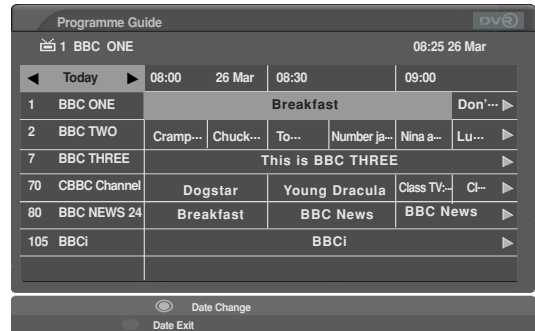 Programme Guide DVR
1 BBC ONE 08:25 26 Mar
◀ Today ▶ 08:00 26 Mar 08:30 09:00
1 BBC ONE Breakfast Don'··· ▶
2 BBC TWO Cramp··· Chuck··· To··· Number ja··· Nina a··· Lu··· ▶
7 BBC THREE This is BBC THREE ▶
70 CBBC Channel Dogstar Young Dracula Class TV:··· Cl··· ▶
80 BBC NEWS 24 Breakfast BBC News BBC News ▶
105 BBCi BBCi ▶
Date Change
Date Exit